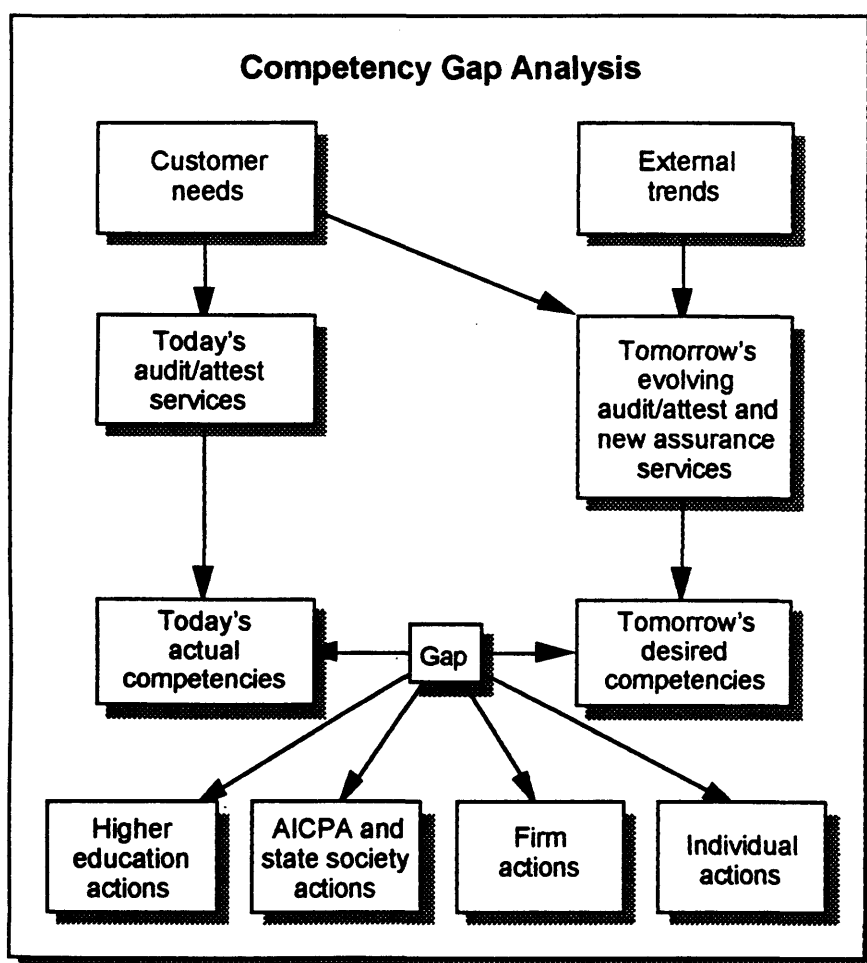 Competency Gap Analysis
Customer
needs
External
trends
Today's
audit/attest
services
Tomorrow's
evolving
audit/attest and
new assurance
services
Today's
actual
competencies
Gap
Tomorrow's
desired
competencies
Higher
education
actions
AICPA and
state society
actions
Firm
actions
Individual
actions